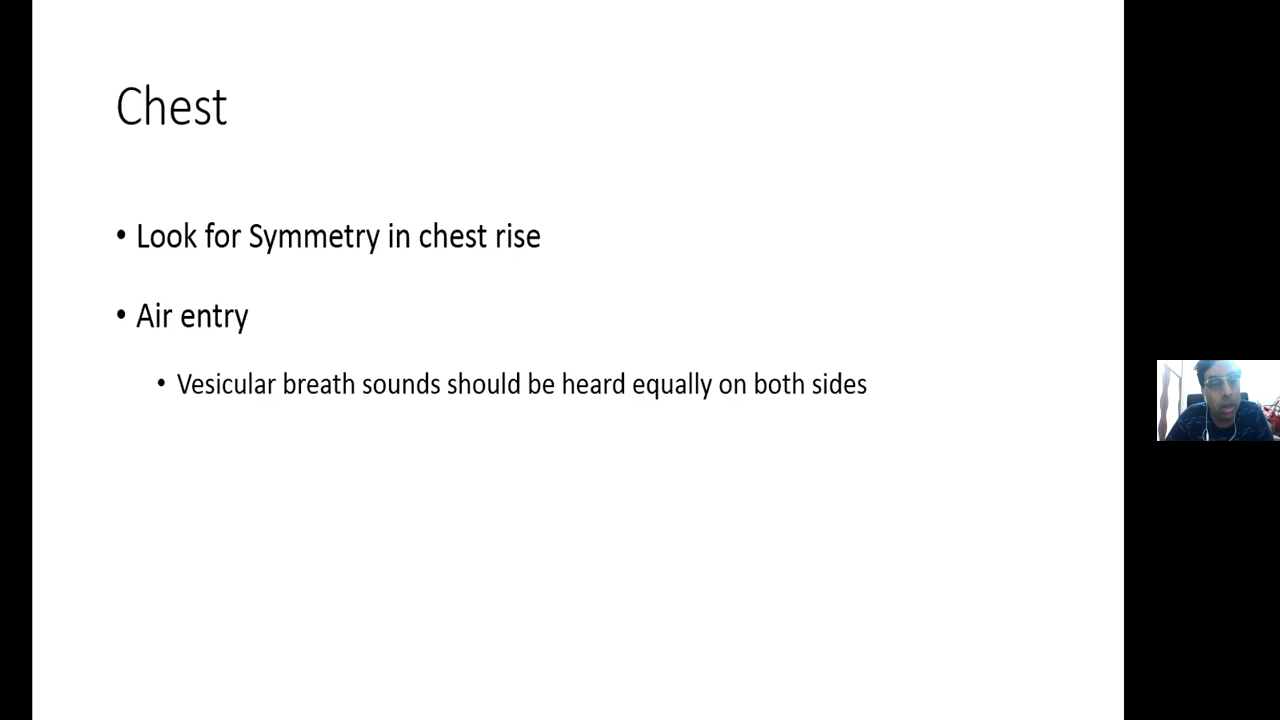 Chest
• Look for Symmetry in chest rise
• Air entry
• Vesicular breath sounds should be heard equally on both sides